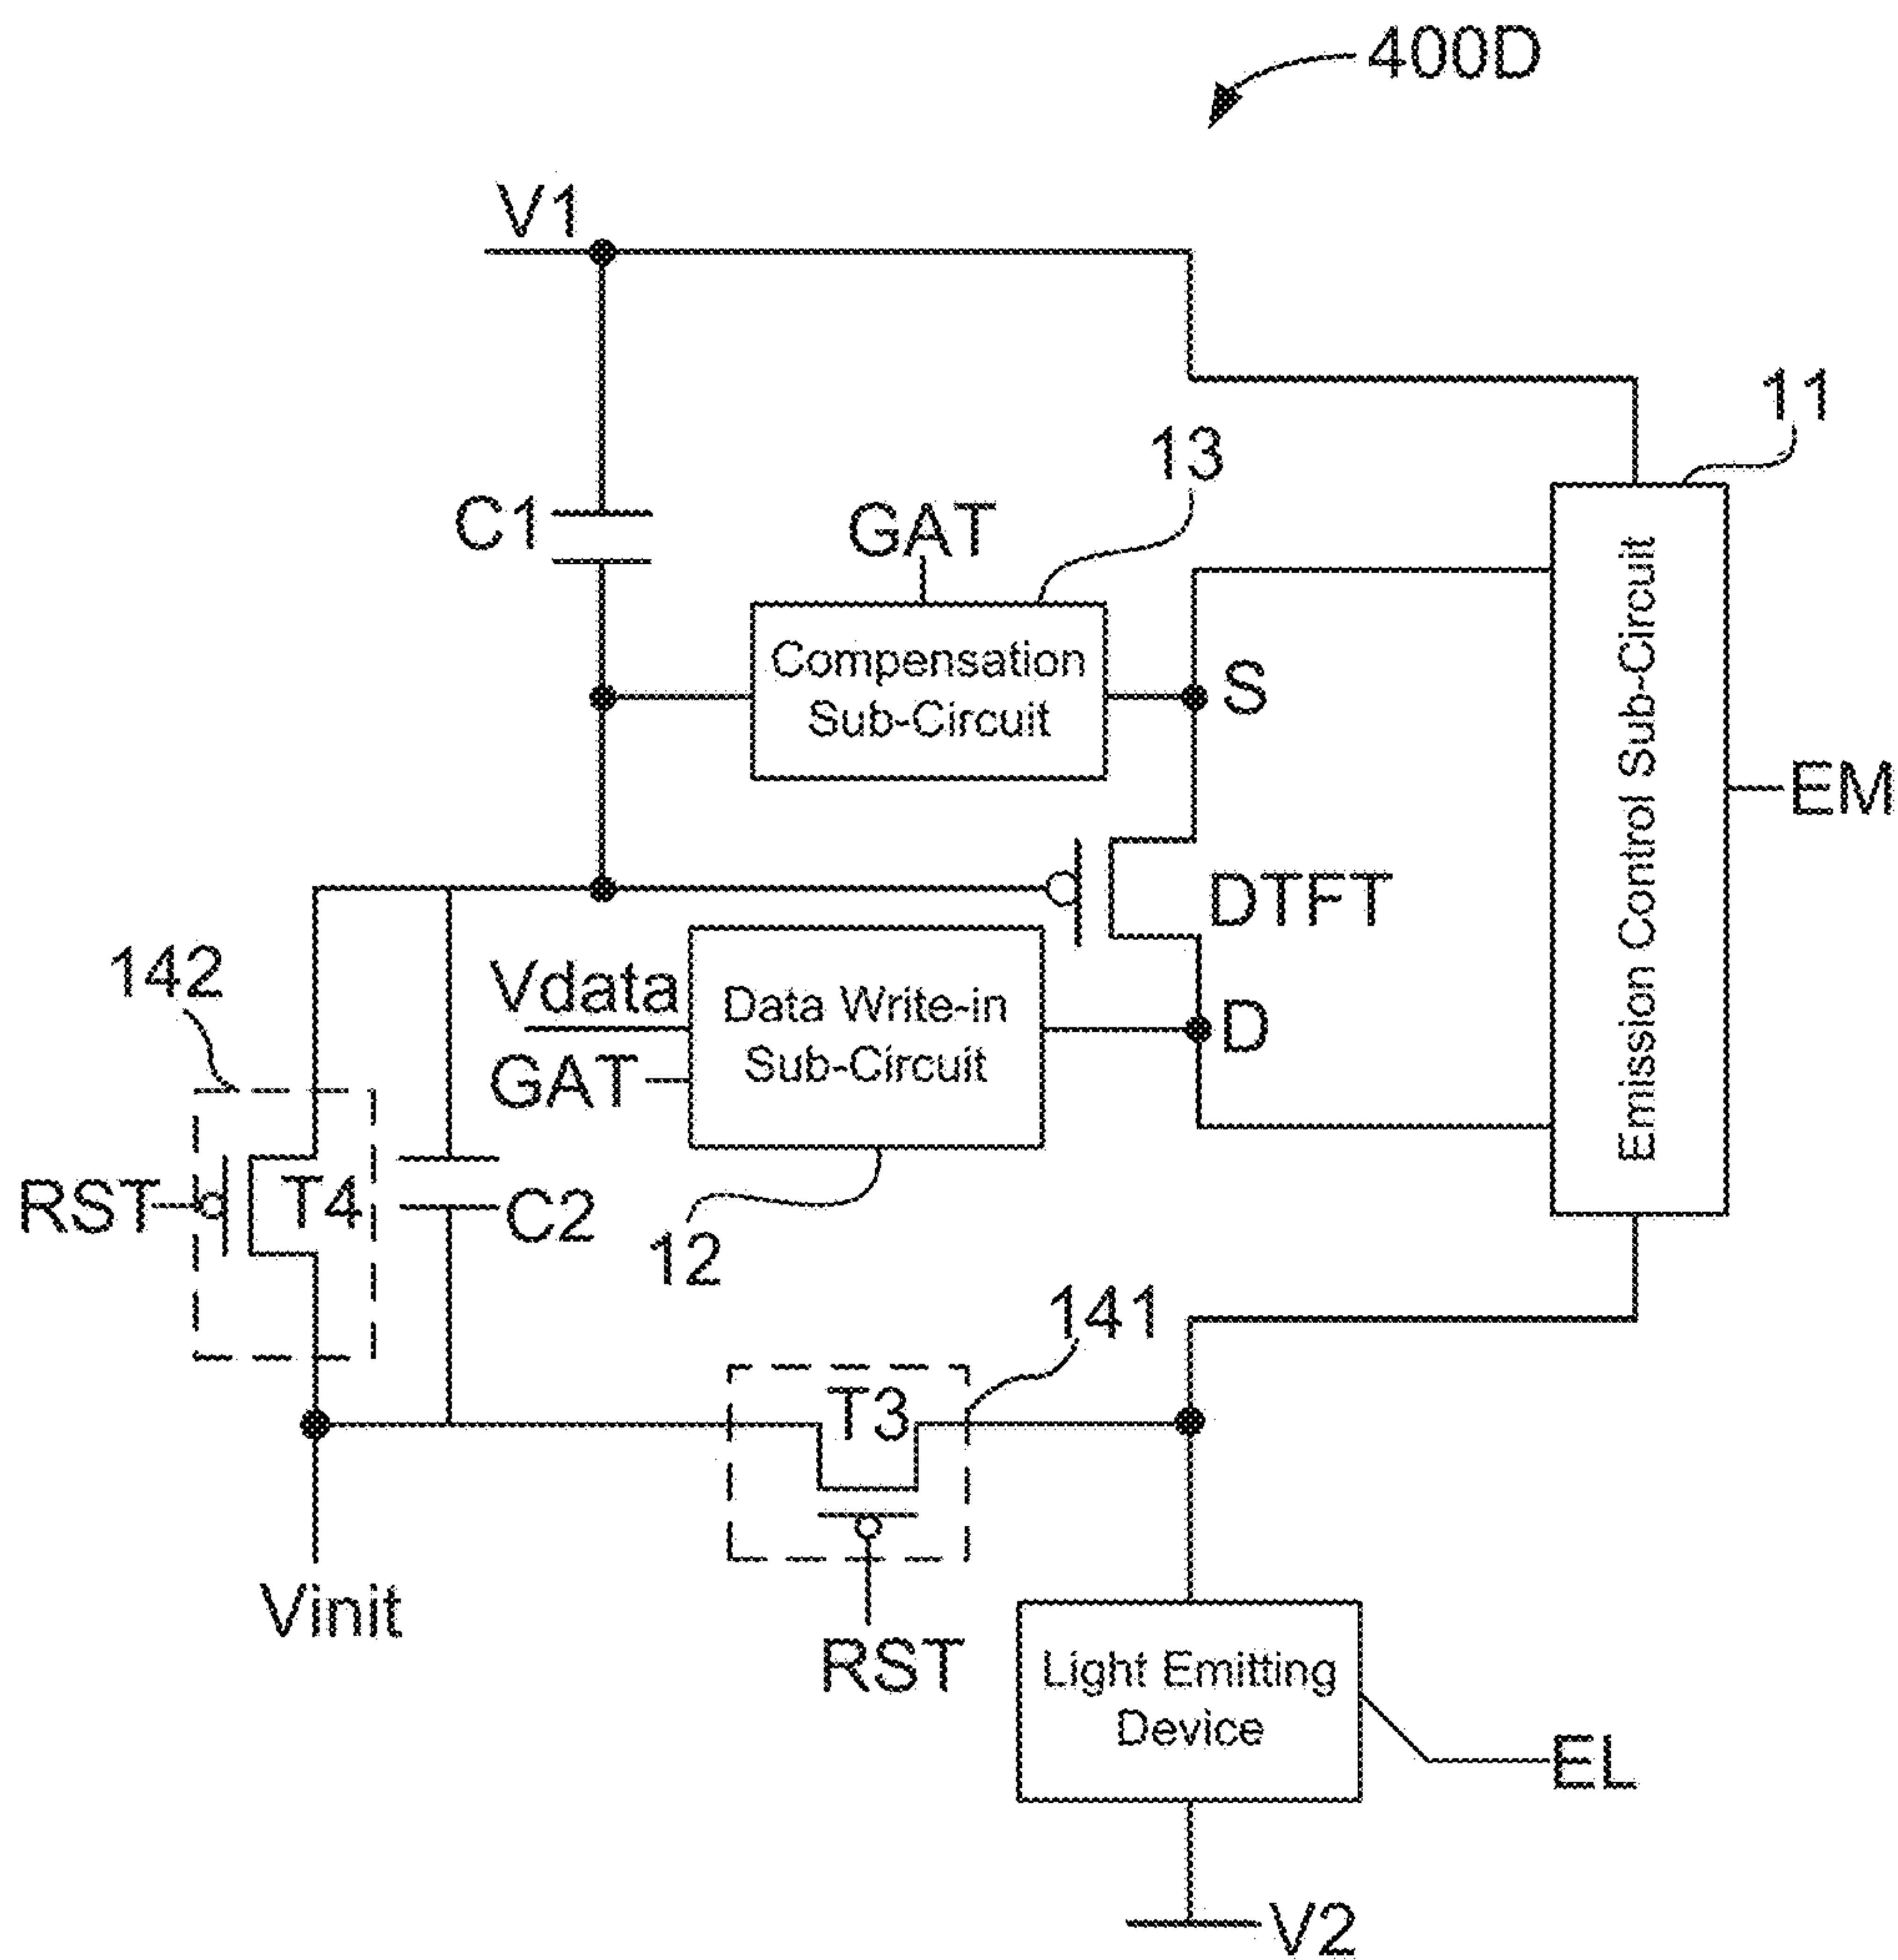 400D
V1
11
13
C1
GAT
Compensation
Sub-Circuit
S
Emission Control Sub-Circuit
EM
DTFT
142
Vdata
Data Write-in
Sub-Circuit
D
GAT
RST
T4
C2
12
141
T3
Vinit
RST
Light Emitting
Device
EL
V2